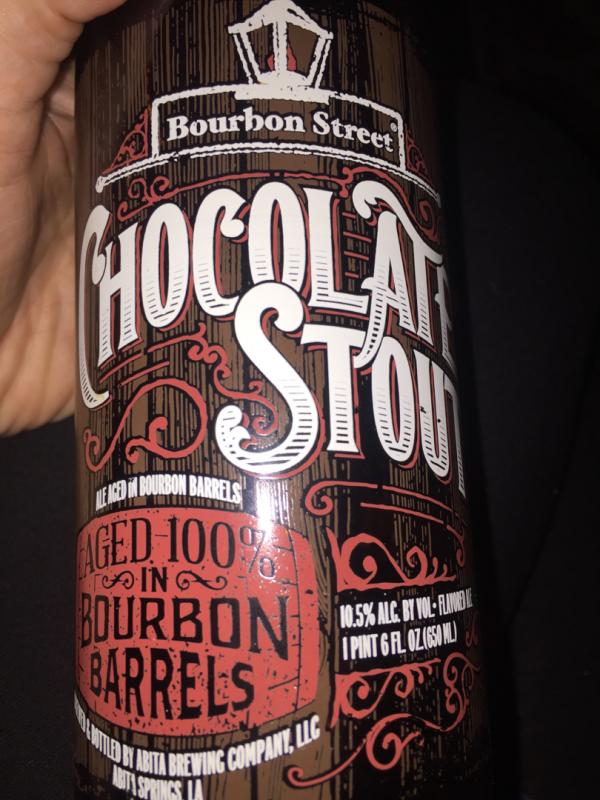 Bourbon Street®
CHOCOLATE
STOUT
ALE AGED IN BOURBON BARRELS
AGED 100%
IN
BOURBON
BARRELS
10.5% ALC. BY VOL· FLAVORED ALE
1 PINT 6 FL. OZ.(650 ML)
& BOTTLED BY ABITA BREWING COMPANY, LLC
ABITA SPRINGS, LA